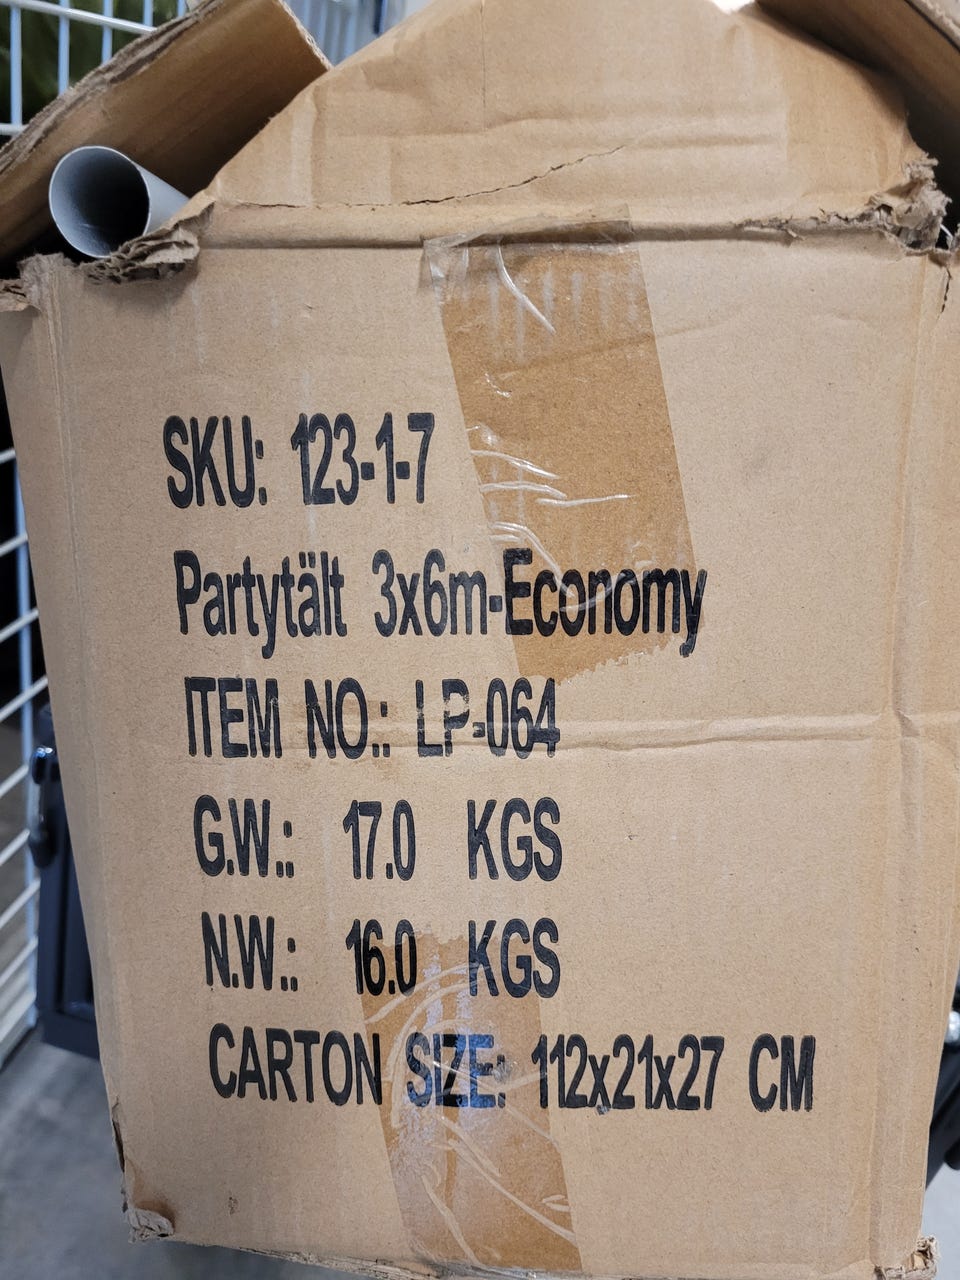 SKU: 123-1-7
Partytält 3x6m-Economy
ITEM NO.: LP-064
G.W.: 17.0 KGS
N.W.: 16.0 KGS
CARTON SIZE: 112x21x27 CM